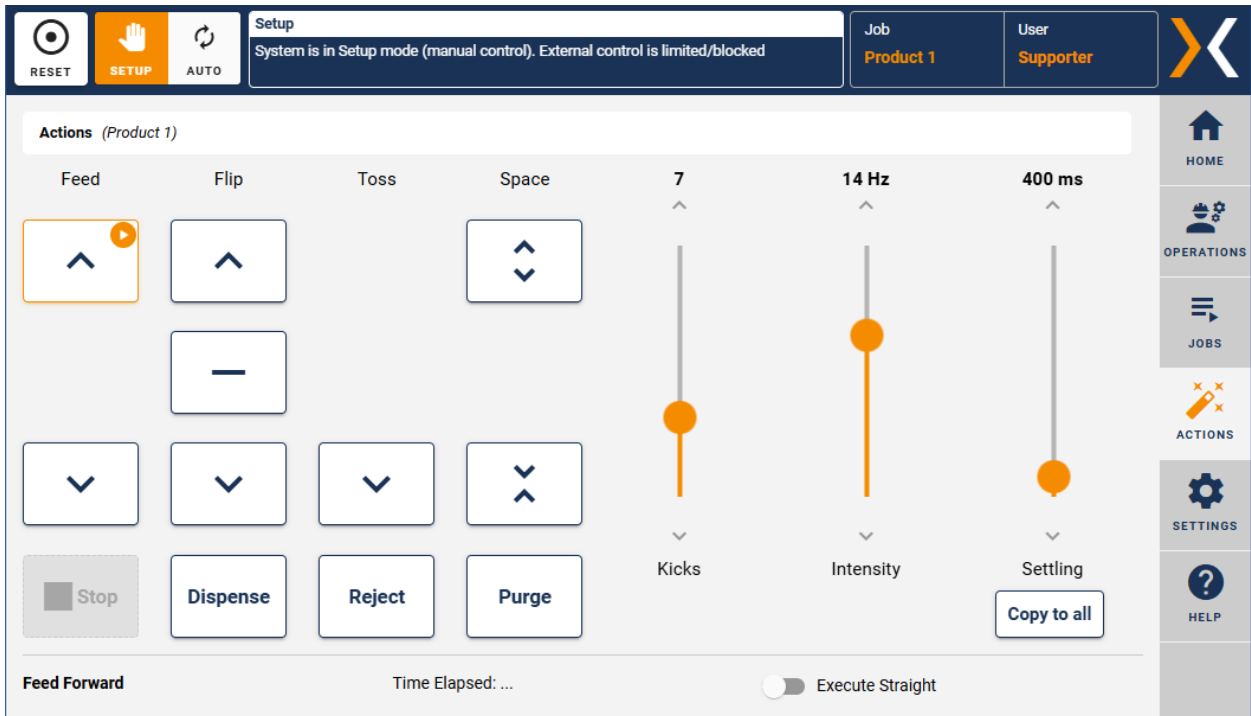 RESET
SETUP
AUTO
Setup
System is in Setup mode (manual control). External control is limited/blocked
Job
Product 1
User
Supporter
Actions (Product 1)
Feed
Flip
Toss
Space
7
14 Hz
400 ms
Kicks
Intensity
Settling
Stop
Dispense
Reject
Purge
Copy to all
Feed Forward
Time Elapsed: ...
Execute Straight
HOME
OPERATIONS
JOBS
ACTIONS
SETTINGS
HELP